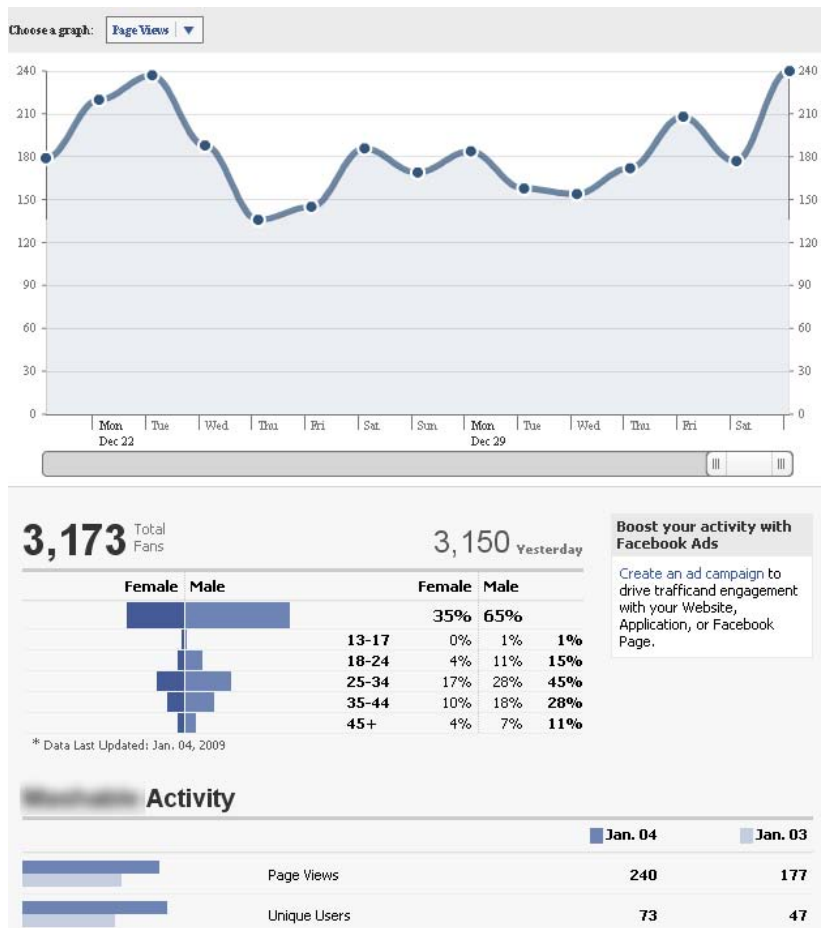 Choose a graph: Page Views
240 240
210 210
180 180
150 150
120 120
90 90
60 60
30 30
0 0
Mon Tue Wed Thu Fri Sat Sun Mon Tue Wed Thu Fri Sat
Dec 22 Dec 29
3,173 Total Fans 3,150 Yesterday
Female Male Female Male
35% 65%
13-17 0% 1% 1%
18-24 4% 11% 15%
25-34 17% 28% 45%
35-44 10% 18% 28%
45+ 4% 7% 11%
* Data Last Updated: Jan. 04, 2009
Boost your activity with
Facebook Ads
Create an ad campaign to
drive trafficand engagement
with your Website,
Application, or Facebook
Page.
Activity
Jan. 04 Jan. 03
Page Views 240 177
Unique Users 73 47